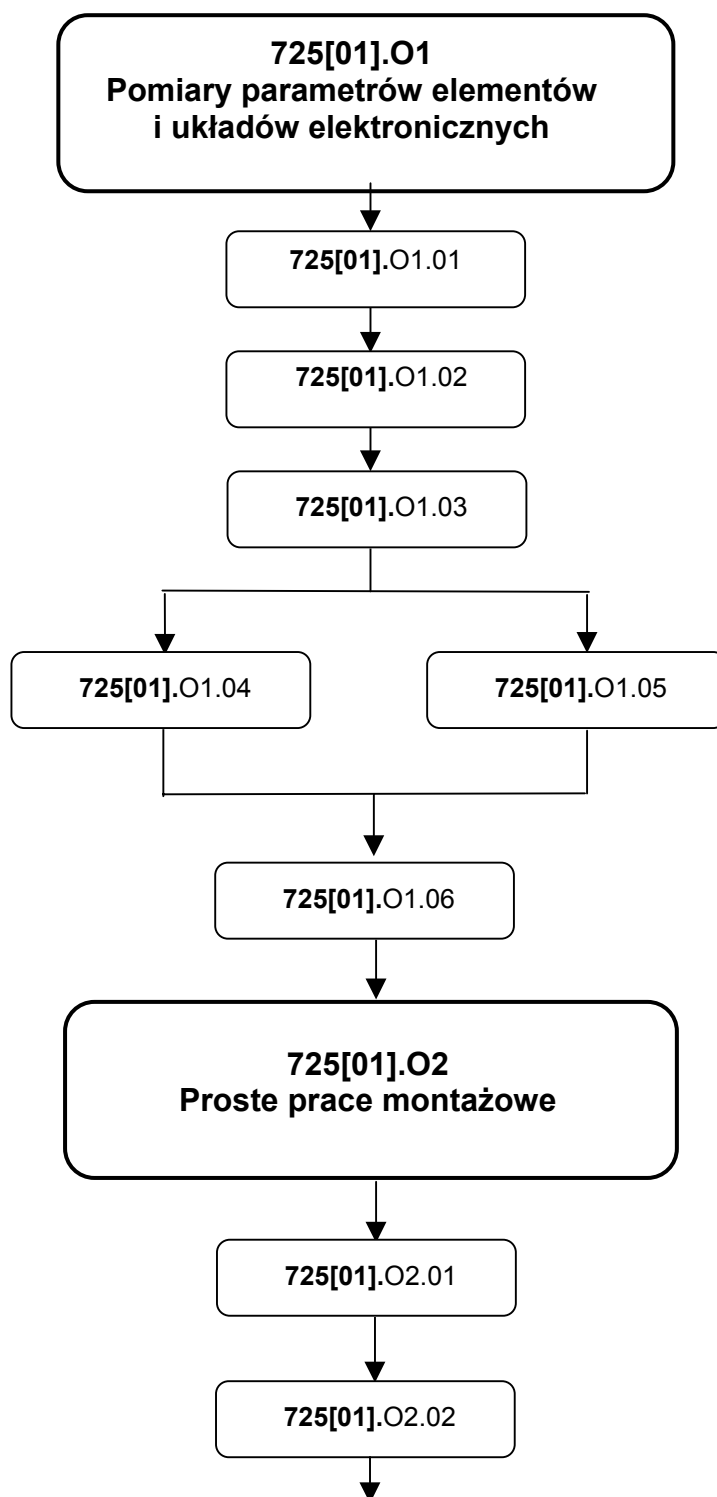 725[01].O1
Pomiary parametrów elementów
i układów elektronicznych
725[01].O1.01
725[01].O1.02
725[01].O1.03
725[01].O1.04
725[01].O1.05
725[01].O1.06
725[01].O2
Proste prace montażowe
725[01].O2.01
725[01].O2.02